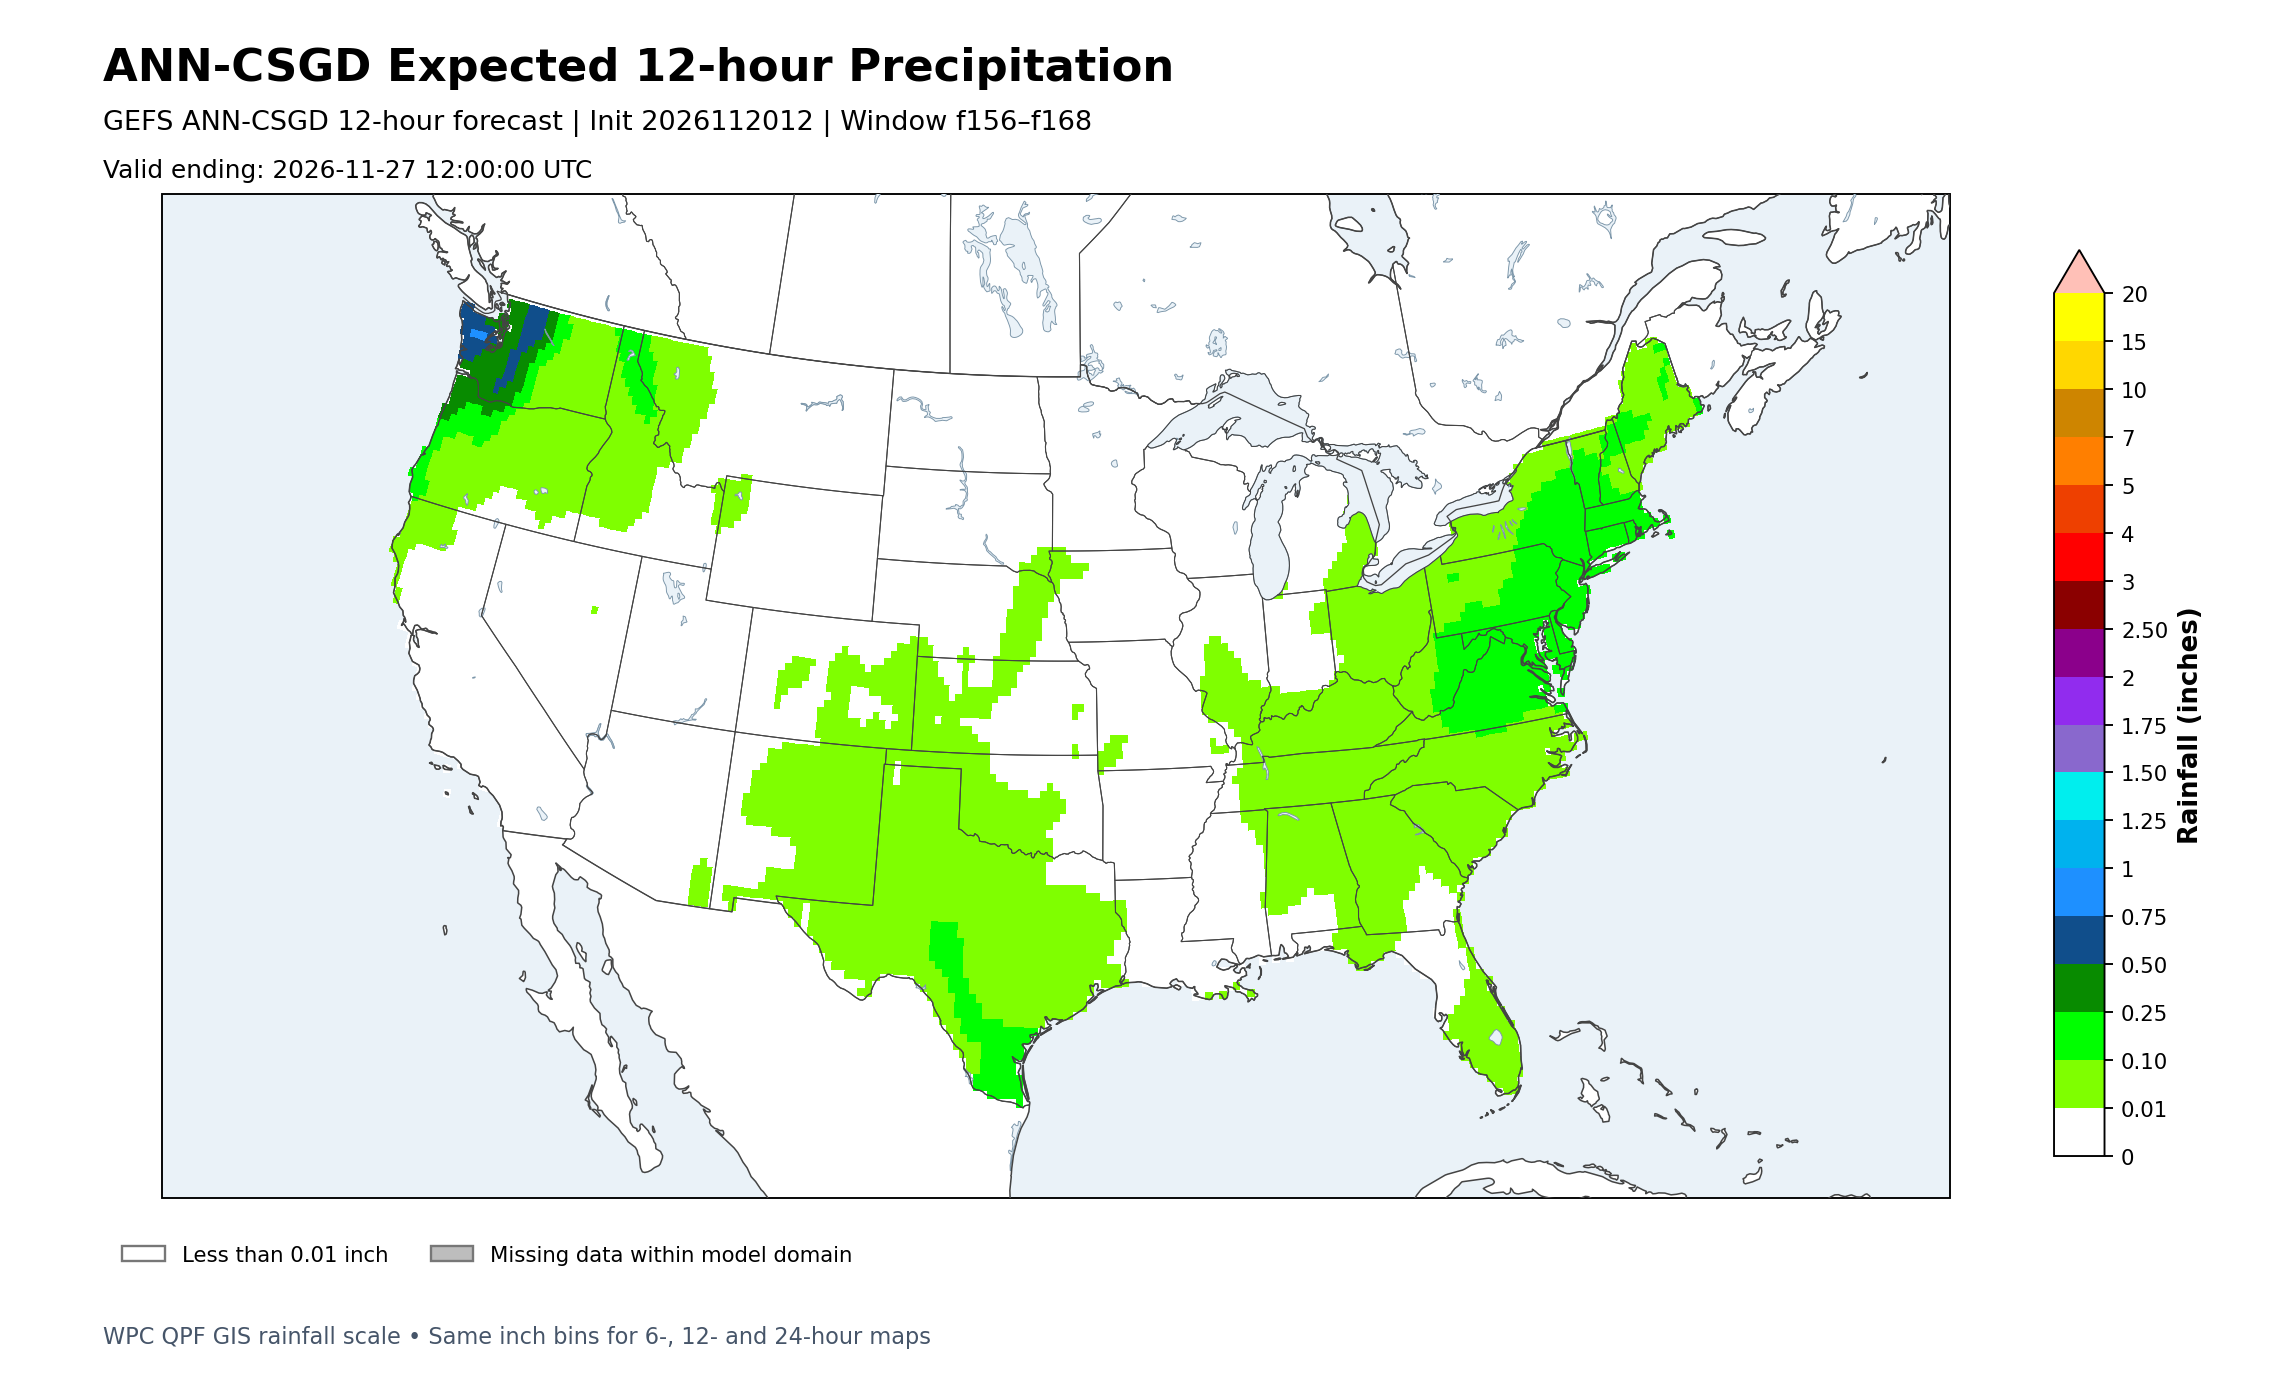 ANN-CSGD Expected 12-hour Precipitation
GEFS ANN-CSGD 12-hour forecast | Init 2026112012 | Window f156–f168
Valid ending: 2026-11-27 12:00:00 UTC
20
15
10
7
5
4
3
2.50
2
1.75
1.50
1.25
1
0.75
0.50
0.25
0.10
0.01
0
Rainfall (inches)
Less than 0.01 inch
Missing data within model domain
WPC QPF GIS rainfall scale • Same inch bins for 6-, 12- and 24-hour maps